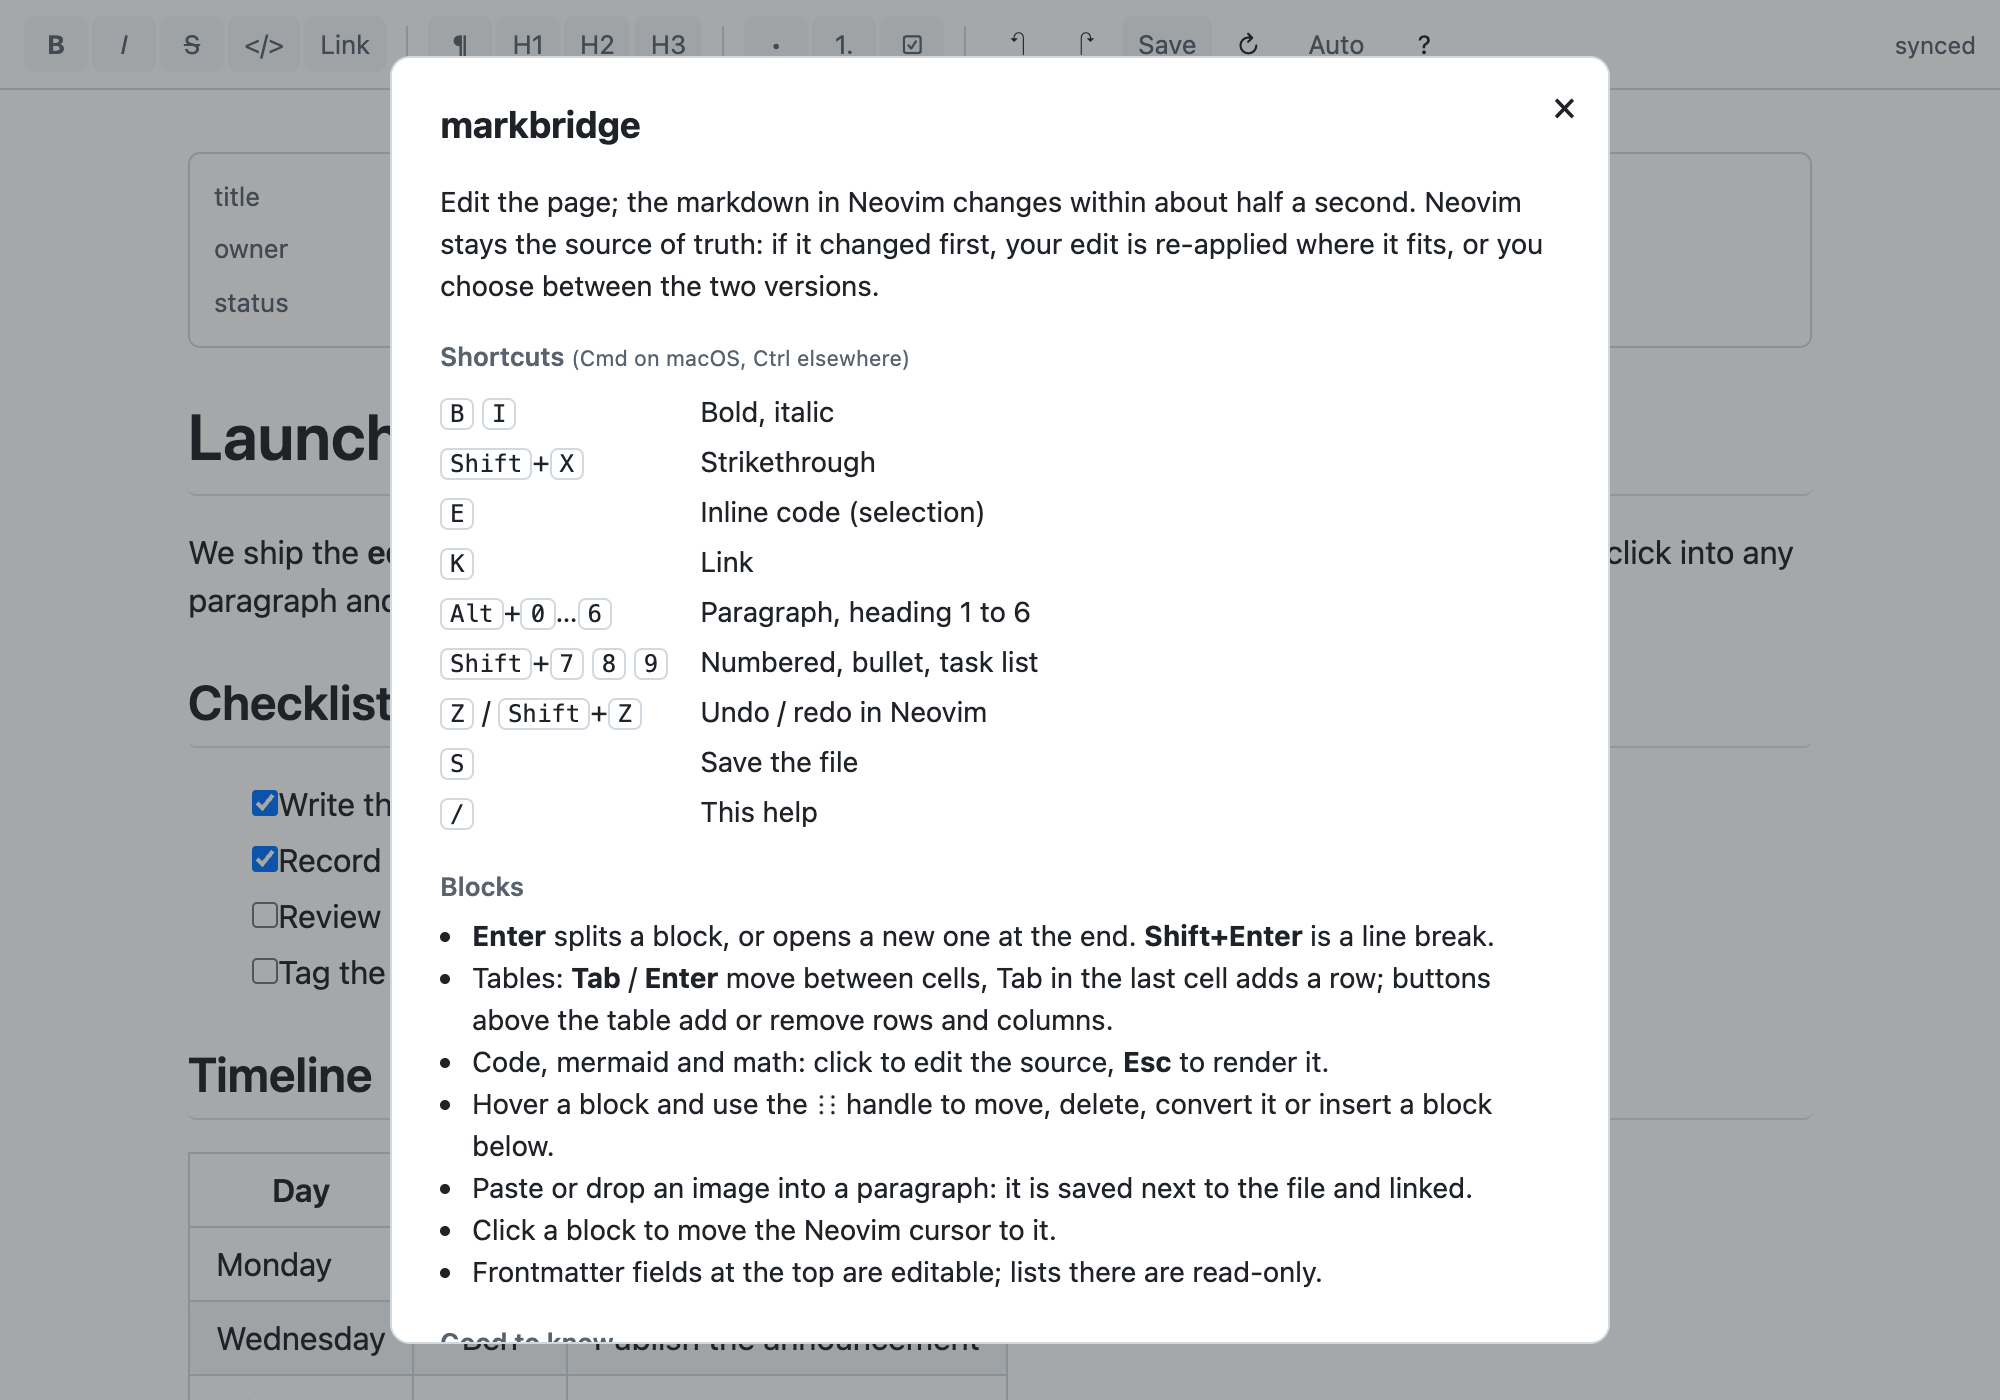 B I S </> Link ¶ H1 H2 H3 • 1. Save Auto ? synced
markbridge
title
owner
status
Edit the page; the markdown in Neovim changes within about half a second. Neovim
stays the source of truth: if it changed first, your edit is re-applied where it fits, or you
choose between the two versions.
Shortcuts (Cmd on macOS, Ctrl elsewhere)
B I Bold, italic
Shift+X Strikethrough
E Inline code (selection)
K Link
Alt+0...6 Paragraph, heading 1 to 6
Shift+7 8 9 Numbered, bullet, task list
Z / Shift+Z Undo / redo in Neovim
S Save the file
/ This help
Blocks
• Enter splits a block, or opens a new one at the end. Shift+Enter is a line break.
• Tables: Tab / Enter move between cells, Tab in the last cell adds a row; buttons
above the table add or remove rows and columns.
• Code, mermaid and math: click to edit the source, Esc to render it.
• Hover a block and use the ⁝⁝ handle to move, delete, convert it or insert a block
below.
• Paste or drop an image into a paragraph: it is saved next to the file and linked.
• Click a block to move the Neovim cursor to it.
• Frontmatter fields at the top are editable; lists there are read-only.
Good to know
Launch
We ship the click into any
paragraph
Checklist
Write
Record
Review
Tag the
Timeline
Day
Monday
Wednesday Ben Publish the announcement